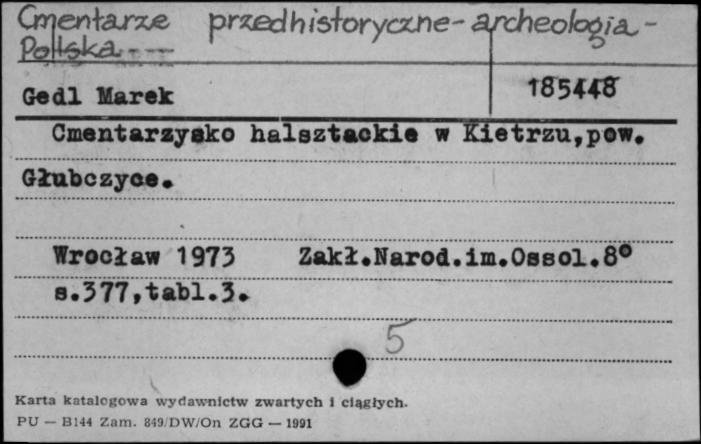 Cmentarze przedhistoryczne - archeologia -
Polska - -
Gedl Marek
185448
Cmentarzysko halsztackie w Kietrzu,pow.
Głubczyce.
Wrocław 1973 Zakł.Narod.im.Ossol.8°
s.377,tabl.3.
5
Karta katalogowa wydawnictw zwartych i ciągłych.
PU — B144 Zam. 849/DW/On ZGG — 1991